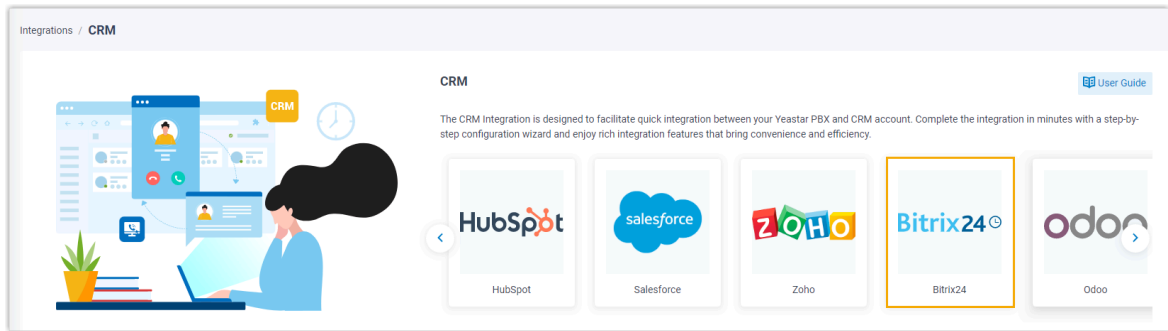 Integrations / CRM
CRM
CRM
User Guide
The CRM Integration is designed to facilitate quick integration between your Yeastar PBX and CRM account. Complete the integration in minutes with a step-by-
step configuration wizard and enjoy rich integration features that bring convenience and efficiency.
HubSpot
salesforce
ZOHO
Bitrix24
odoo
HubSpot
Salesforce
Zoho
Bitrix24
Odoo